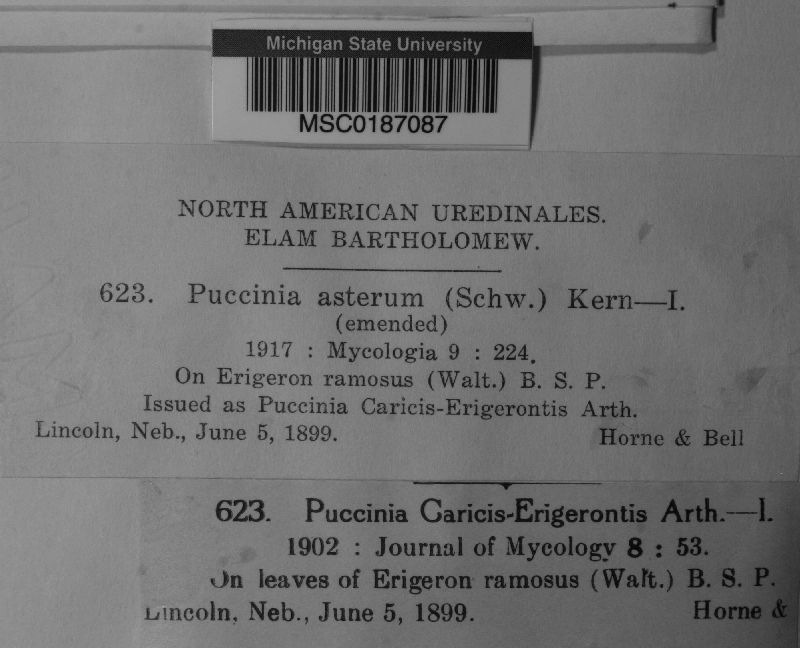 Michigan State University
MSC0187087
NORTH AMERICAN UREDINALES.
ELAM BARTHOLOMEW.
623. Puccinia asterum (Schw.) Kern—I.
(emended)
1917 : Mycologia 9 : 224.
On Erigeron ramosus (Walt.) B. S. P.
Issued as Puccinia Caricis-Erigerontis Arth.
Lincoln, Neb., June 5, 1899. Horne & Bell
623. Puccinia Caricis-Erigerontis Arth.—I.
1902 : Journal of Mycology 8 : 53.
On leaves of Erigeron ramosus (Walt.) B. S. P.
Lincoln, Neb., June 5, 1899. Horne &